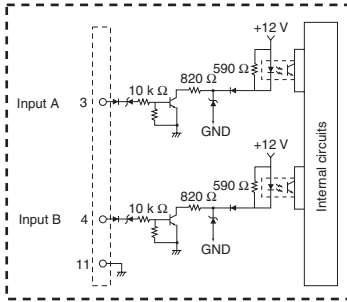 +12 V
590 Ω
820 Ω
10 k Ω
Input A 3
GND
+12 V
590 Ω
820 Ω
10 k Ω
Input B 4
GND
11
Internal circuits